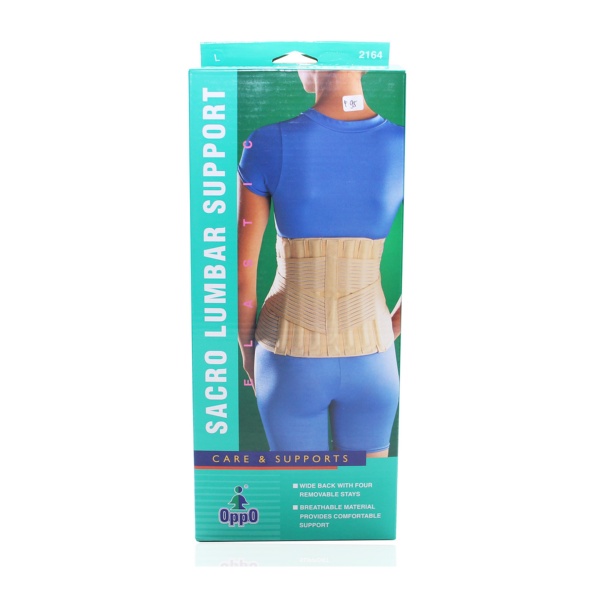 L
2164
SACRO LUMBAR SUPPORT
ELASTIC
CARE & SUPPORTS
OppO
WIDE BACK WITH FOUR
REMOVABLE STAYS
BREATHABLE MATERIAL
PROVIDES COMFORTABLE
SUPPORT